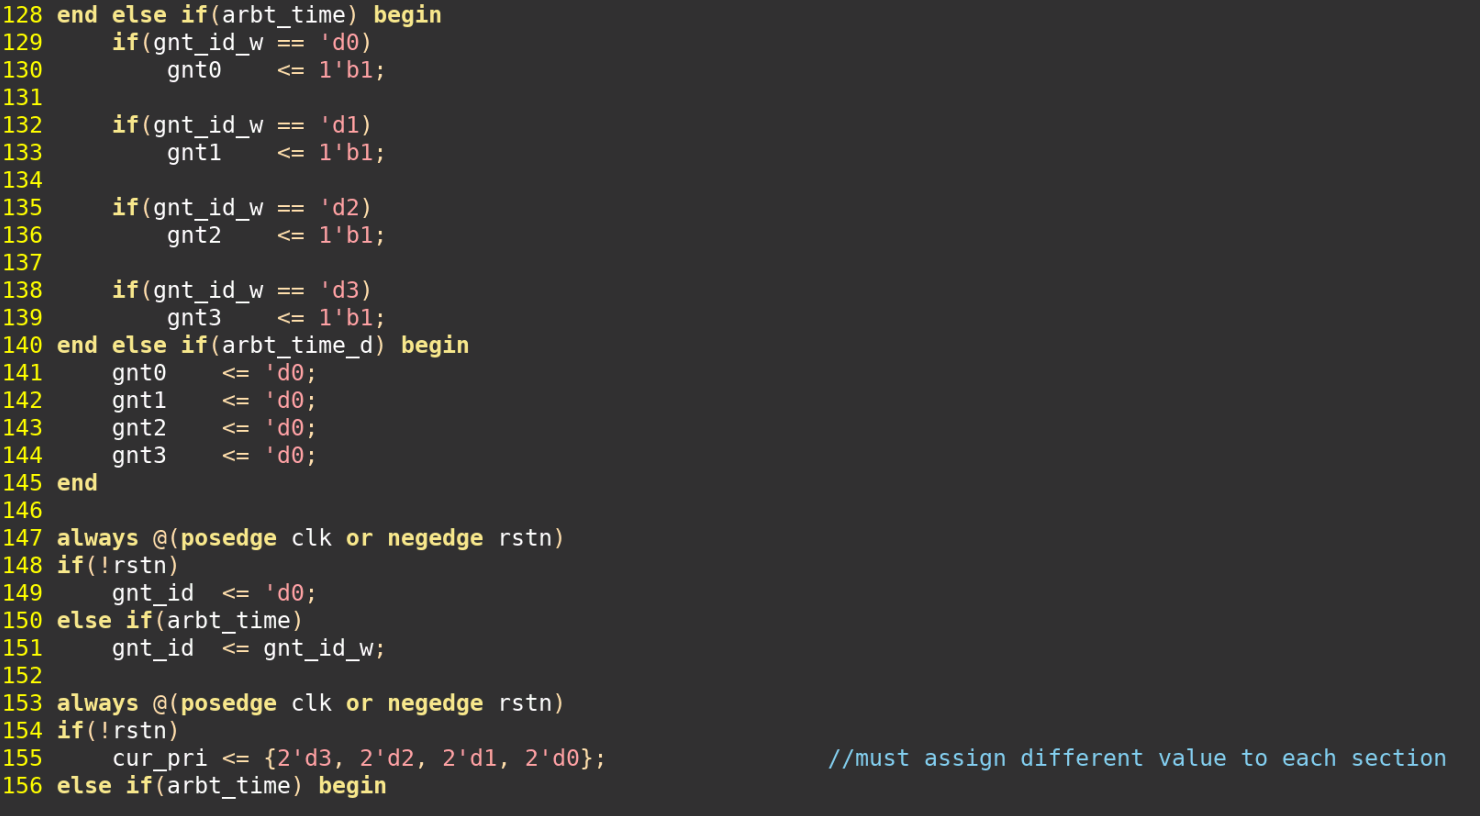 128 end else if(arbt_time) begin
129     if(gnt_id_w == 'd0)
130         gnt0    <= 1'b1;
131
132     if(gnt_id_w == 'd1)
133         gnt1    <= 1'b1;
134
135     if(gnt_id_w == 'd2)
136         gnt2    <= 1'b1;
137
138     if(gnt_id_w == 'd3)
139         gnt3    <= 1'b1;
140 end else if(arbt_time_d) begin
141     gnt0    <= 'd0;
142     gnt1    <= 'd0;
143     gnt2    <= 'd0;
144     gnt3    <= 'd0;
145 end
146
147 always @(posedge clk or negedge rstn)
148 if(!rstn)
149     gnt_id  <= 'd0;
150 else if(arbt_time)
151     gnt_id  <= gnt_id_w;
152
153 always @(posedge clk or negedge rstn)
154 if(!rstn)
155     cur_pri <= {2'd3, 2'd2, 2'd1, 2'd0};                //must assign different value to each section
156 else if(arbt_time) begin